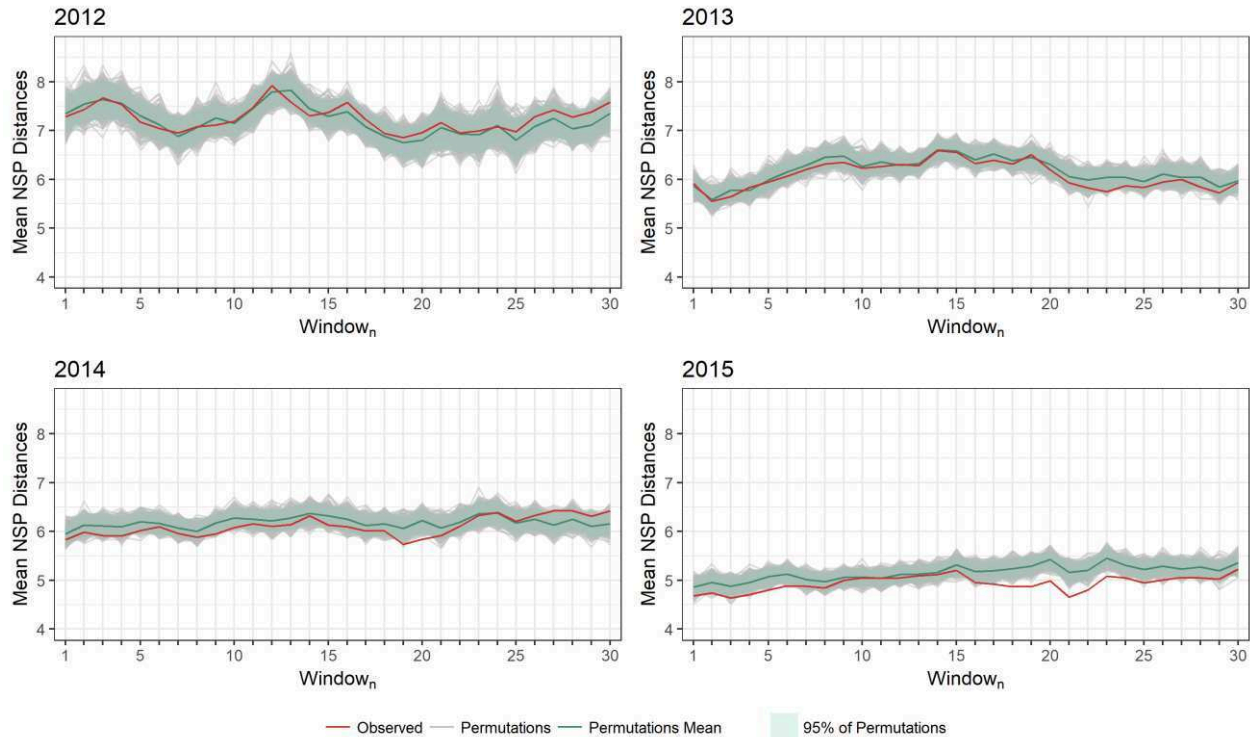 2012
Mean NSP Distances
8
7
6
5
4
1 5 10 15 20 25 30
Windowₙ
2013
Mean NSP Distances
8
7
6
5
4
1 5 10 15 20 25 30
Windowₙ
2014
Mean NSP Distances
8
7
6
5
4
1 5 10 15 20 25 30
Windowₙ
2015
Mean NSP Distances
8
7
6
5
4
1 5 10 15 20 25 30
Windowₙ
Observed Permutations Permutations Mean 95% of Permutations